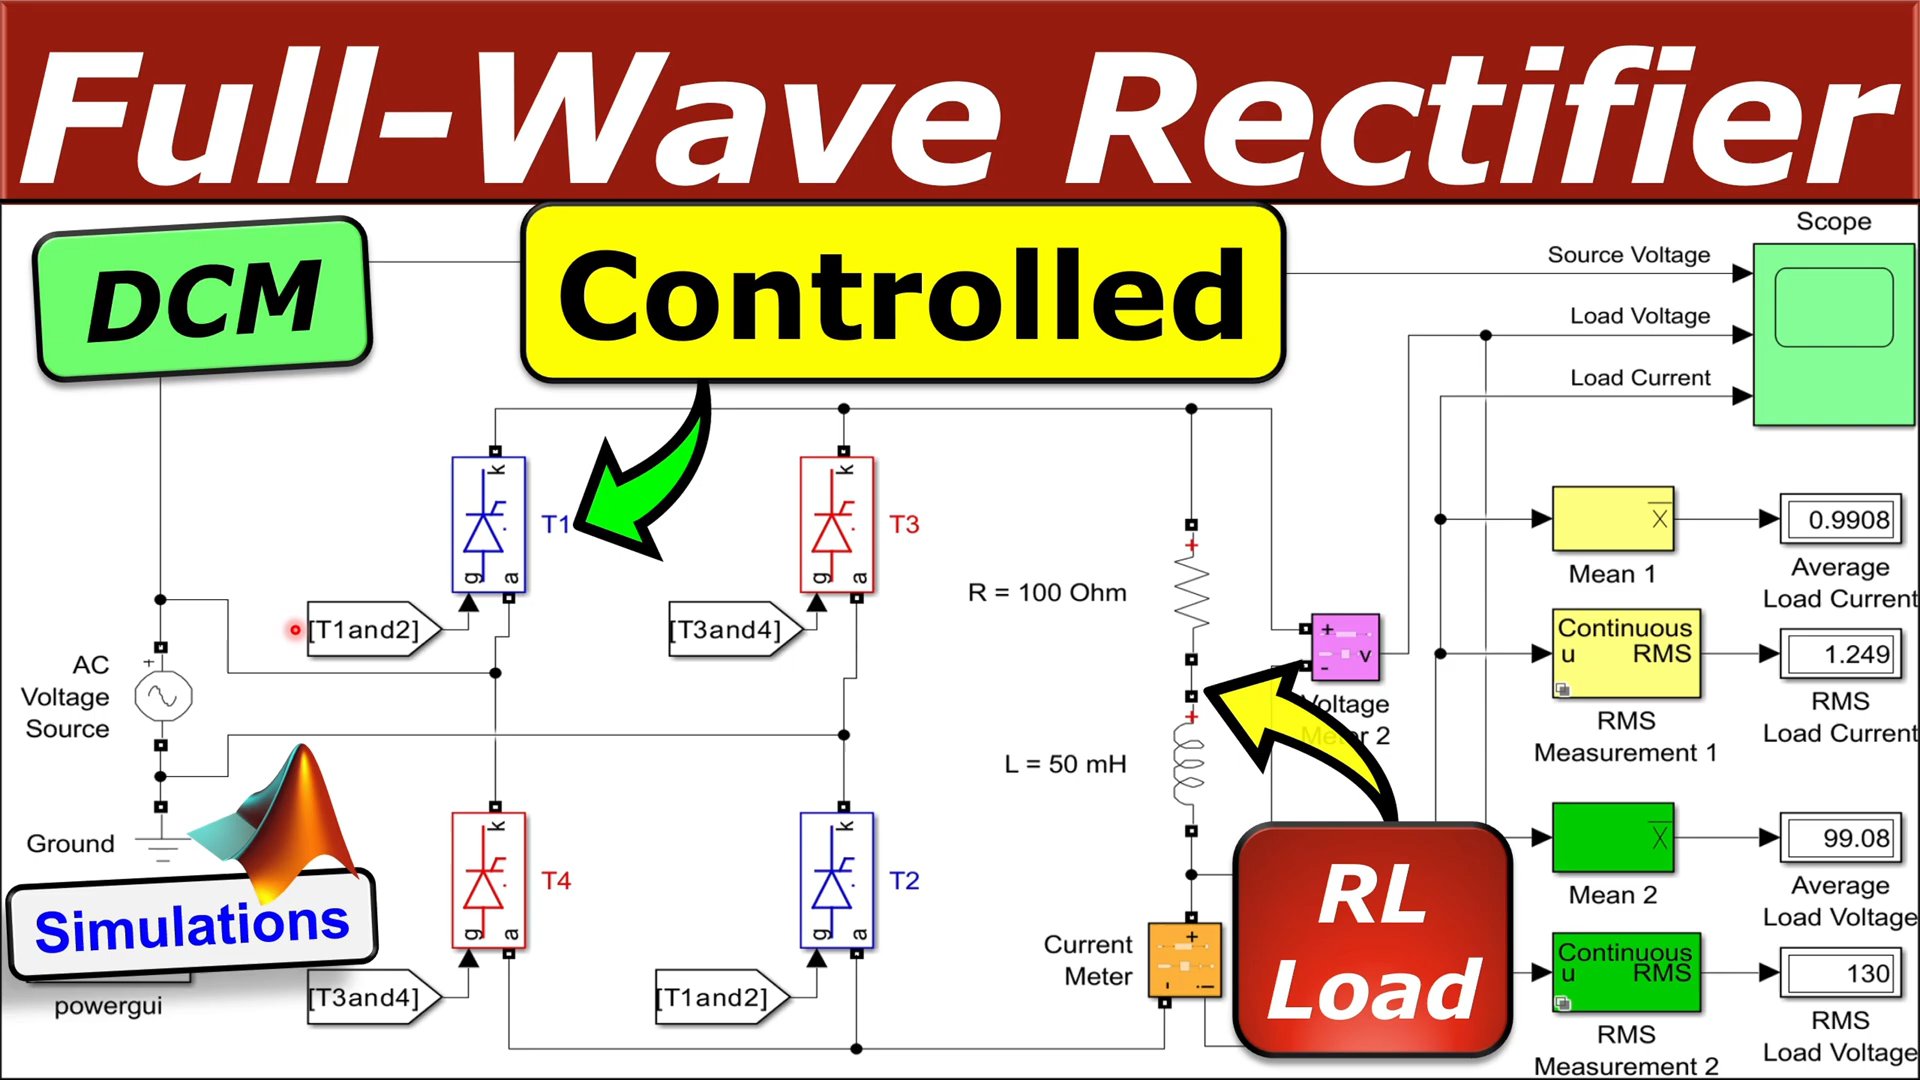 Full-Wave Rectifier
DCM
Controlled
Scope
Source Voltage
Load Voltage
Load Current
k
T1
g a
[T1and2]
k
T3
g a
[T3and4]
R = 100 Ohm
+
AC
Voltage
Source
+
Ground
L = 50 mH
+
+
-
v
Voltage
Meter 2
x
Mean 1
0.9908
Average
Load Current
Continuous
u RMS
RMS
Measurement 1
1.249
RMS
Load Current
k
T4
g a
[T3and4]
k
T2
g a
[T1and2]
Simulations
powergui
Current
Meter
+
-
i
RL
Load
x
Mean 2
99.08
Average
Load Voltage
Continuous
u RMS
RMS
Measurement 2
130
RMS
Load Voltage